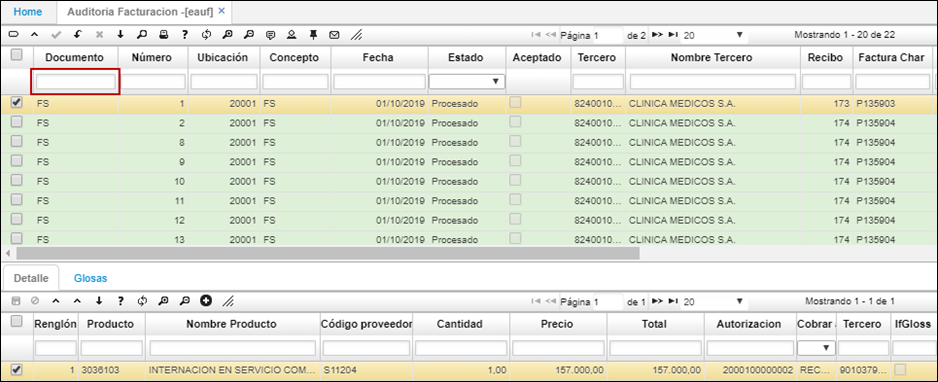 Home Auditoria Facturacion -[eauf] ×
Página 1 de 2 20 Mostrando 1 - 20 de 22
Documento Número Ubicación Concepto Fecha Estado Aceptado Tercero Nombre Tercero Recibo Factura Char
FS 1 20001 FS 01/10/2019 Procesado 8240010... CLINICA MEDICOS S.A. 173 P135903
FS 2 20001 FS 01/10/2019 Procesado 8240010... CLINICA MEDICOS S.A. 174 P135904
FS 8 20001 FS 01/10/2019 Procesado 8240010... CLINICA MEDICOS S.A. 174 P135904
FS 9 20001 FS 01/10/2019 Procesado 8240010... CLINICA MEDICOS S.A. 174 P135904
FS 10 20001 FS 01/10/2019 Procesado 8240010... CLINICA MEDICOS S.A. 174 P135904
FS 11 20001 FS 01/10/2019 Procesado 8240010... CLINICA MEDICOS S.A. 174 P135904
FS 12 20001 FS 01/10/2019 Procesado 8240010... CLINICA MEDICOS S.A. 174 P135904
FS 13 20001 FS 01/10/2019 Procesado 8240010... CLINICA MEDICOS S.A. 174 P135904
Detalle Glosas
Página 1 de 1 20 Mostrando 1 - 1 de 1
Renglón Producto Nombre Producto Código proveedor Cantidad Precio Total Autorizacion Cobrar Tercero IfGloss
1 3036103 INTERNACION EN SERVICIO COM... S11204 1,00 157.000,00 157.000,00 2000100000002 REC... 9010379...